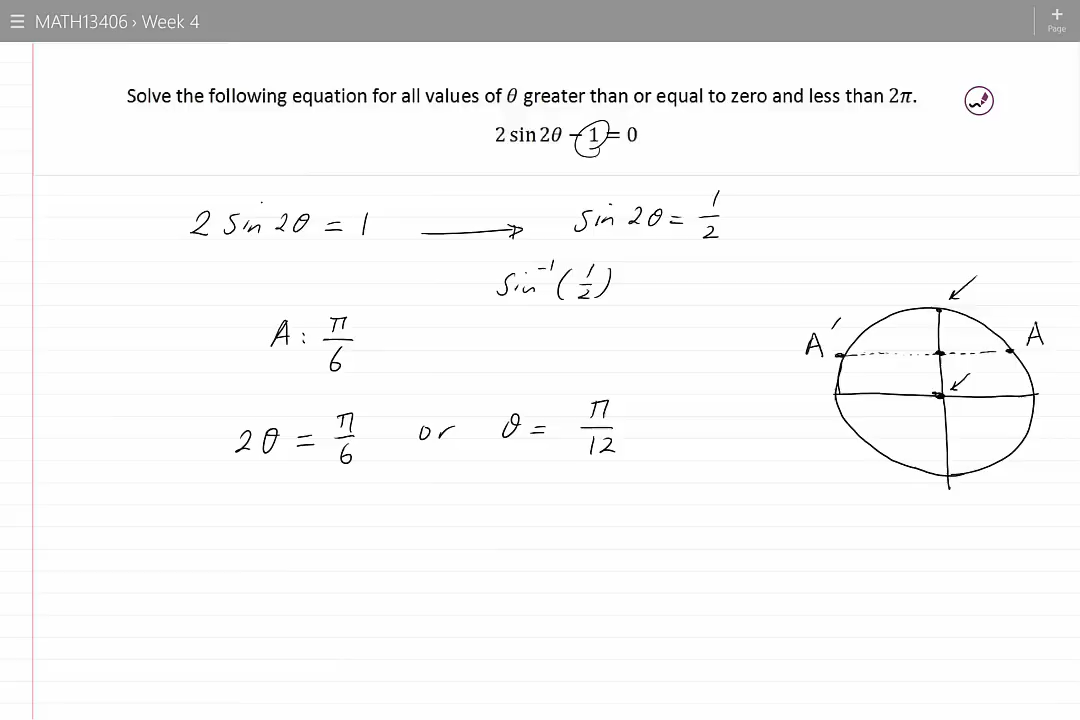 ☰ MATH13406 › Week 4
+ Page
Solve the following equation for all values of θ greater than or equal to zero and less than 2π.
2 sin 2θ − 1 = 0
2 sin 2θ = 1 ⟶ sin 2θ = 1/2
sin⁻¹(1/2)
A : π/6
A′ A
2θ = π/6 or θ = π/12